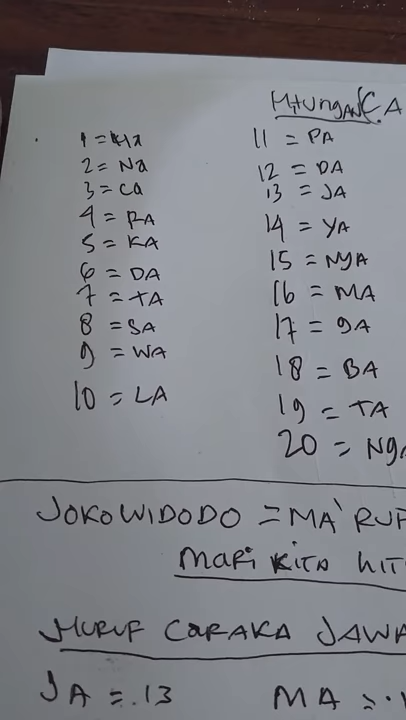 HitungAN CA
1 = Ha
2 = Na
3 = Ca
4 = RA
5 = KA
6 = DA
7 = TA
8 = SA
9 = WA
10 = LA
11 = PA
12 = DA
13 = JA
14 = YA
15 = NyA
16 = MA
17 = GA
18 = BA
19 = TA
20 = NgA
JOKOWIDODO = MA'RUF
MARI KITA HIT
HURUF CARAKA JAWA
JA = 13 MA =